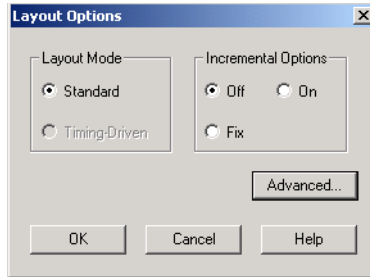 Layout Options
Layout Mode
Standard
Timing-Driven
Incremental Options
Off On
Fix
Advanced...
OK Cancel Help